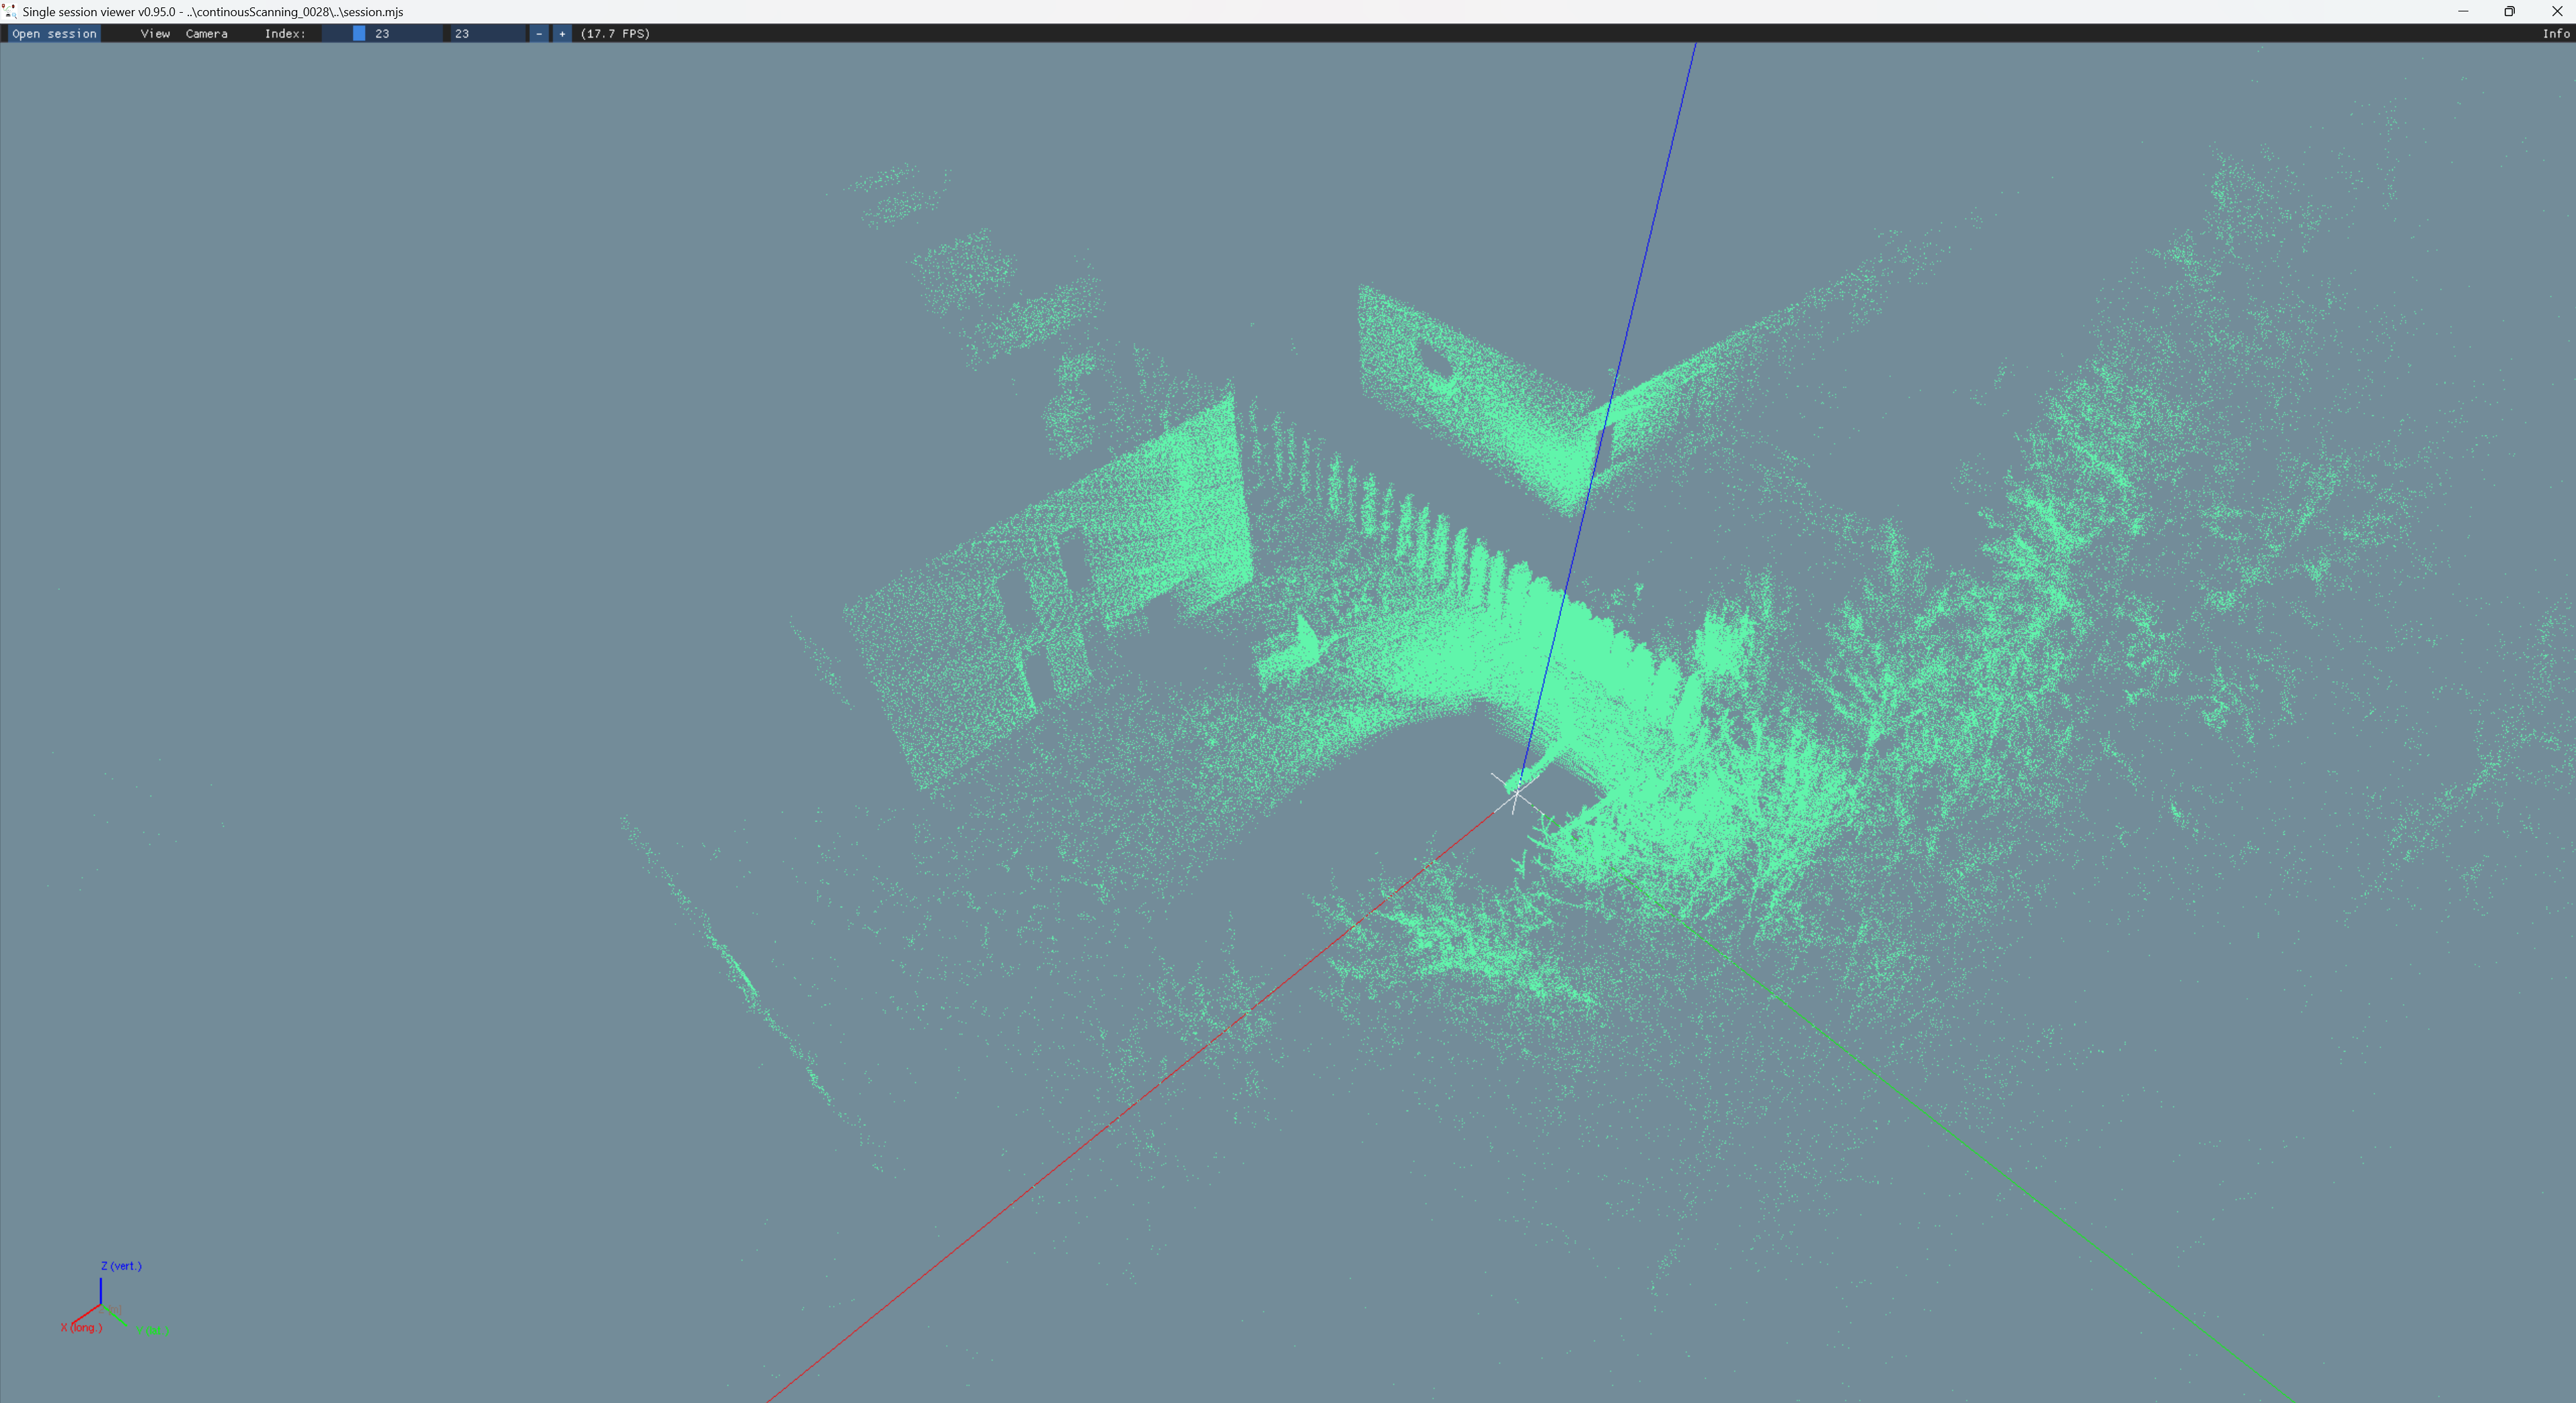 Single session viewer v0.95.0 - ..\continousScanning_0028\..\session.mjs
Open session View Camera Index: 23 23 - + (17.7 FPS) Info
Z (vert.)
X (long.)